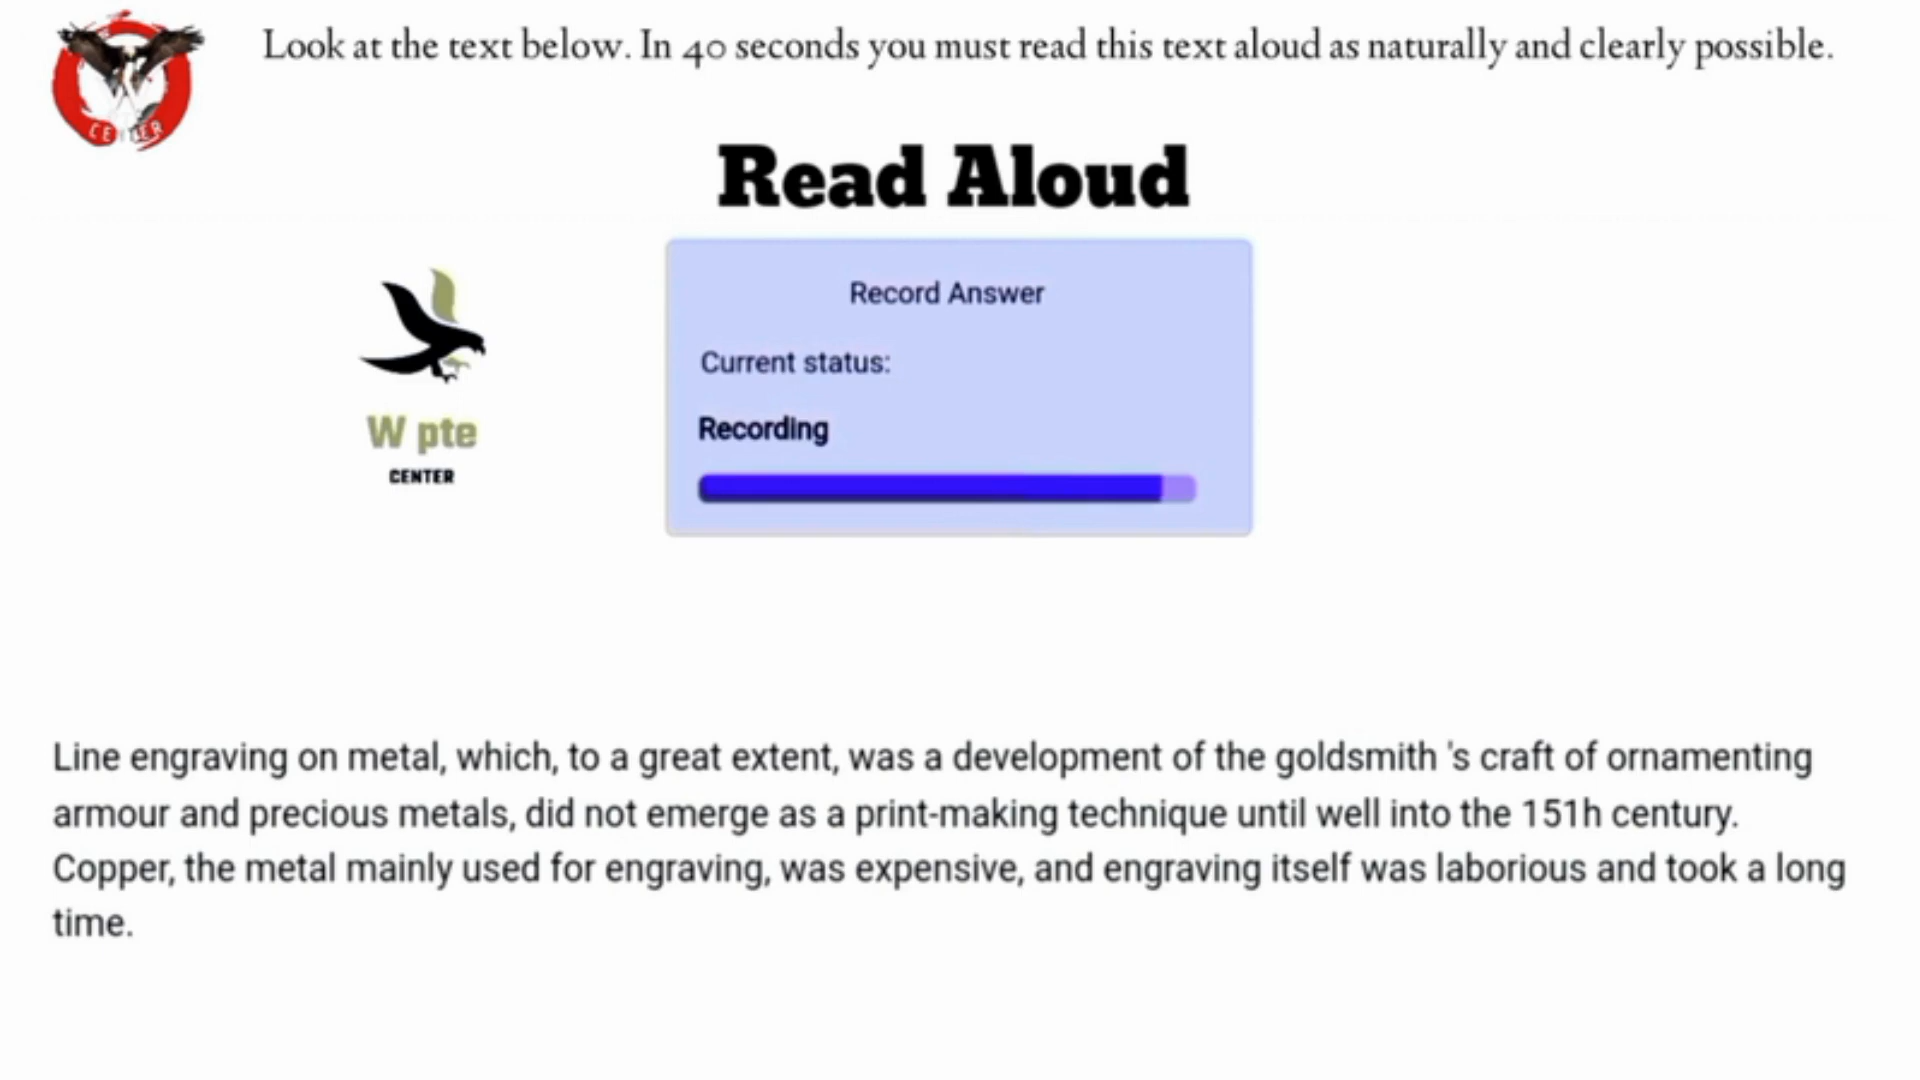 Look at the text below. In 40 seconds you must read this text aloud as naturally and clearly possible.
CENTER
Read Aloud
Record Answer
Current status:
Recording
W pte
CENTER
Line engraving on metal, which, to a great extent, was a development of the goldsmith 's craft of ornamenting
armour and precious metals, did not emerge as a print-making technique until well into the 151h century.
Copper, the metal mainly used for engraving, was expensive, and engraving itself was laborious and took a long
time.